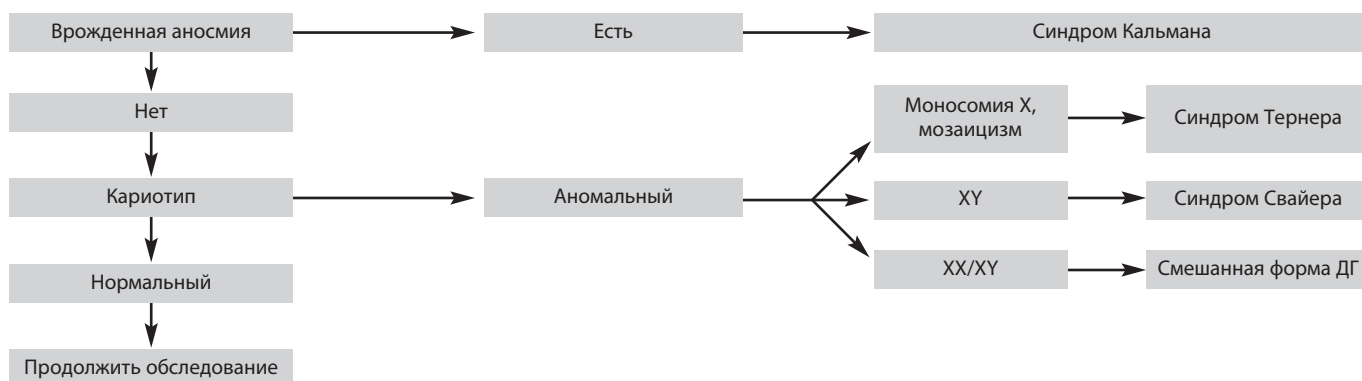 Врожденная аносмия
Есть
Синдром Кальмана
Нет
Моносомия X,
мозаицизм
Синдром Тернера
Кариотип
Аномальный
XY
Синдром Свайера
Нормальный
XX/XY
Смешанная форма ДГ
Продолжить обследование